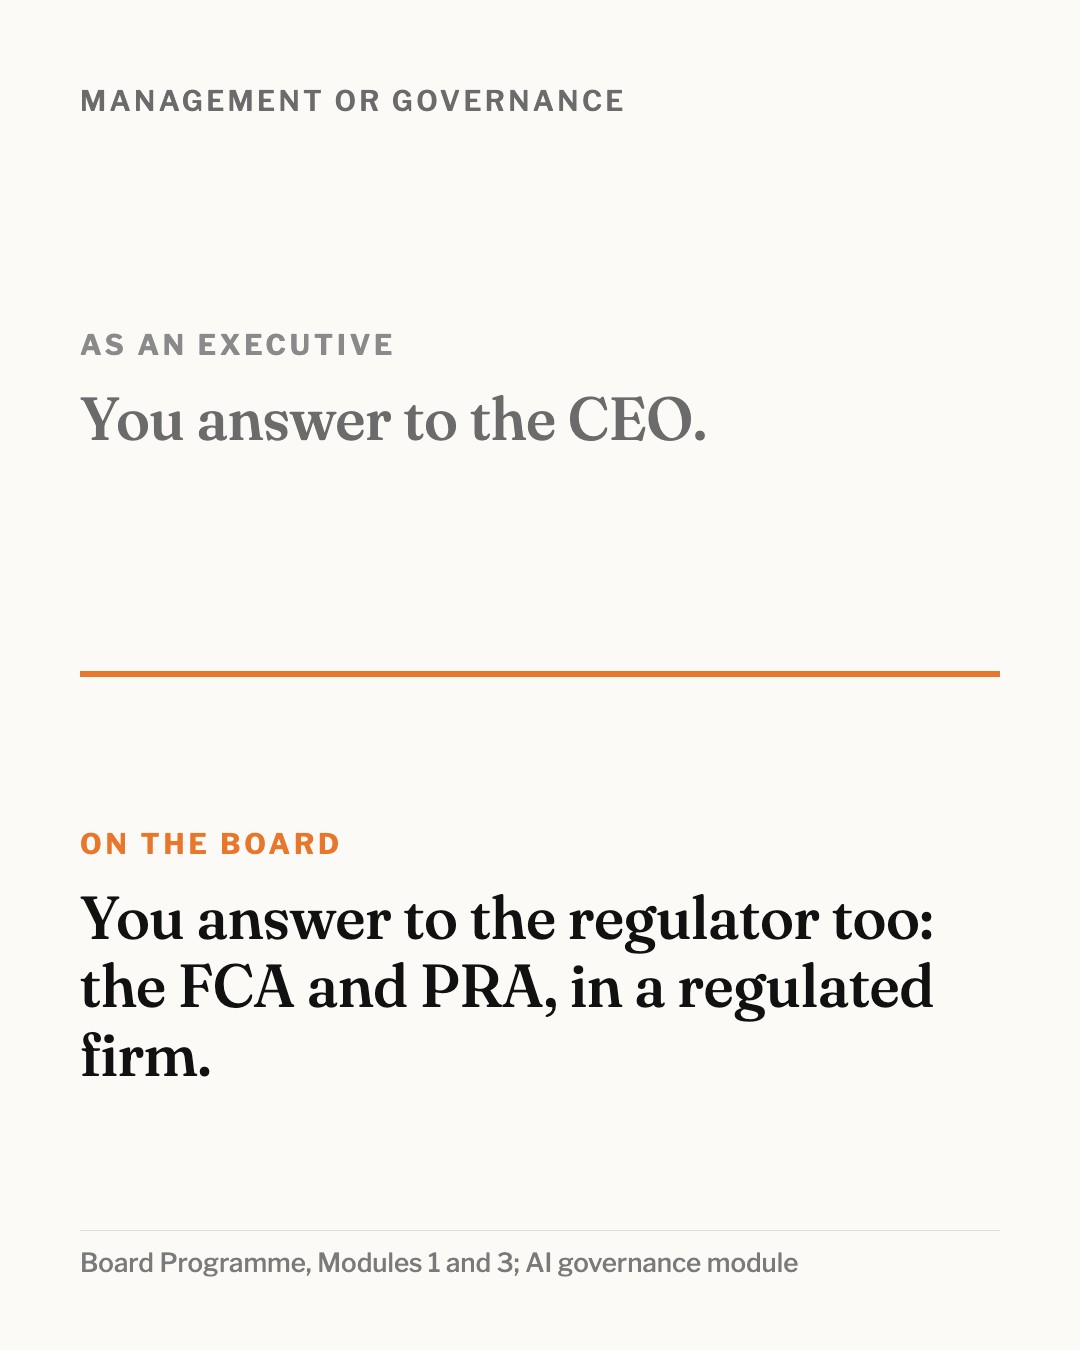 MANAGEMENT OR GOVERNANCE
AS AN EXECUTIVE
You answer to the CEO.
ON THE BOARD
You answer to the regulator too:
the FCA and PRA, in a regulated
firm.
Board Programme, Modules 1 and 3; AI governance module